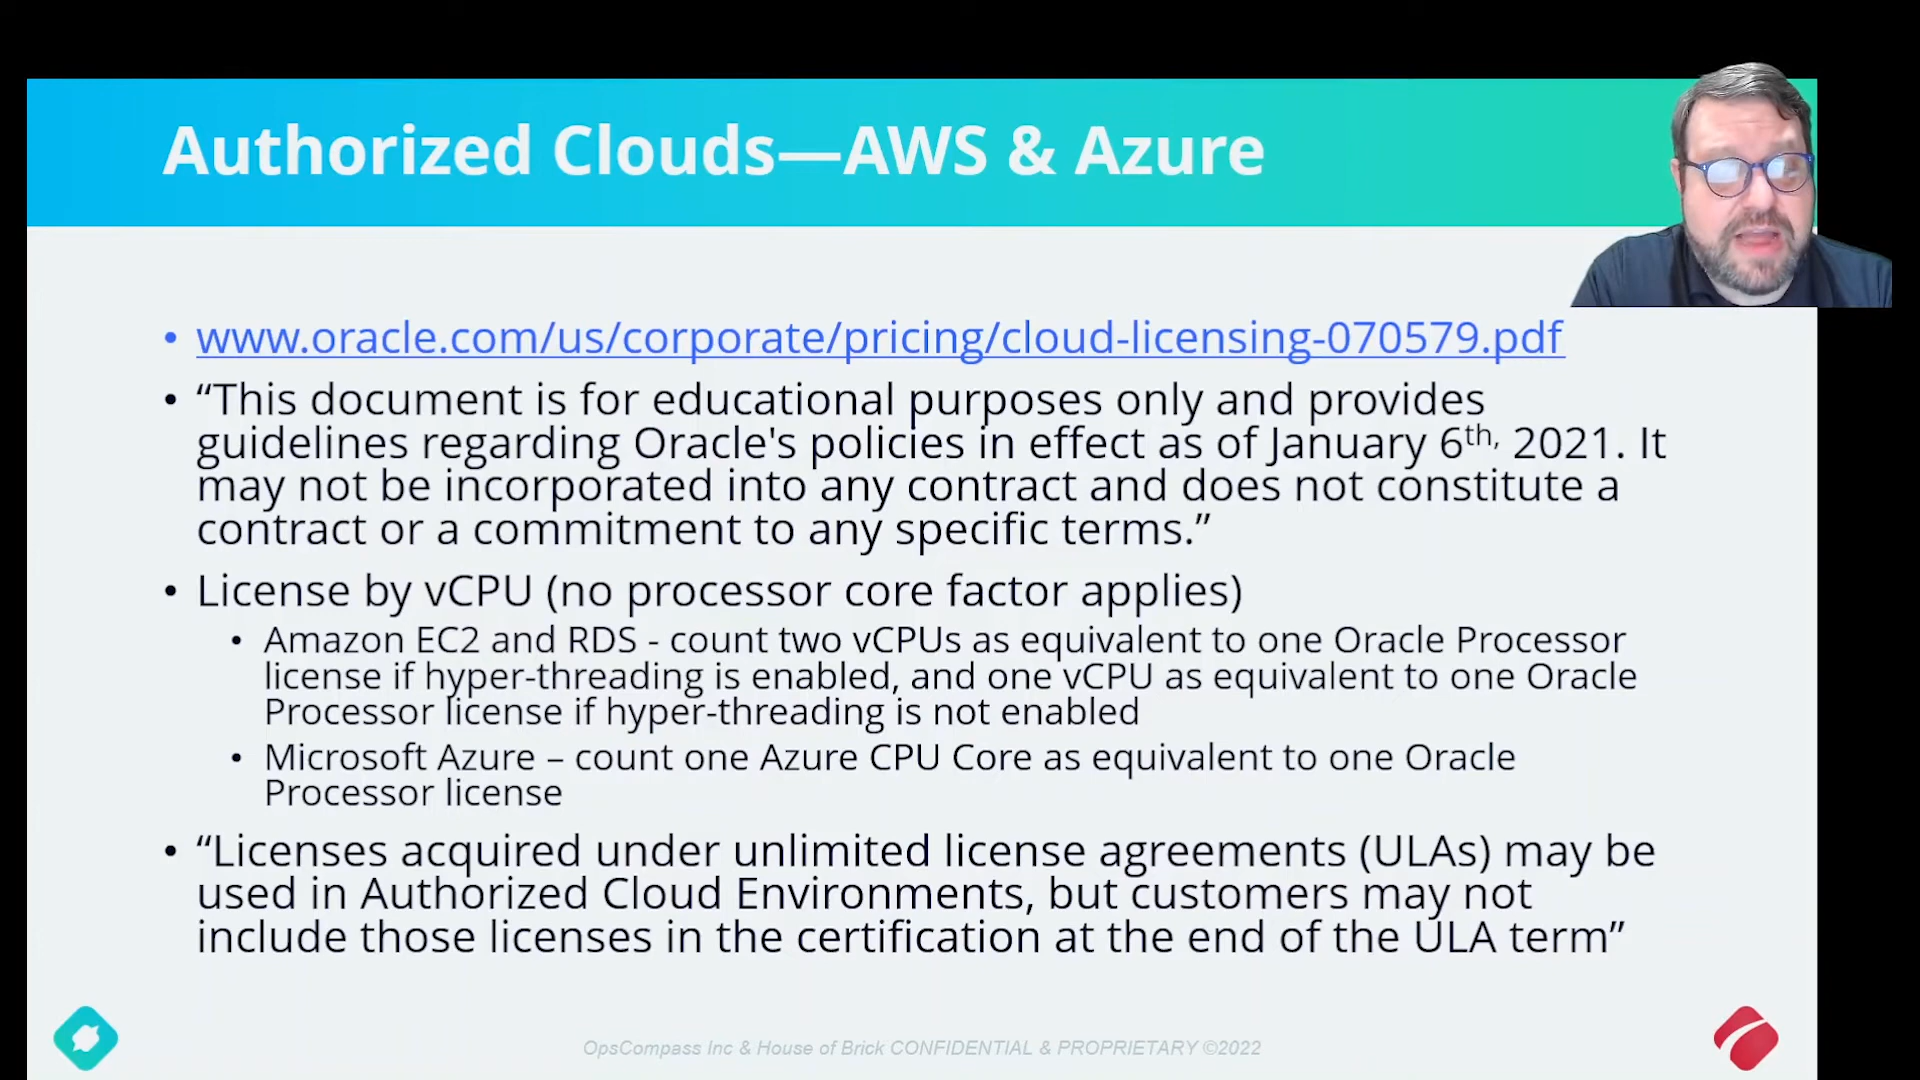 Authorized Clouds—AWS & Azure
• www.oracle.com/us/corporate/pricing/cloud-licensing-070579.pdf
• “This document is for educational purposes only and provides
guidelines regarding Oracle's policies in effect as of January 6th, 2021. It
may not be incorporated into any contract and does not constitute a
contract or a commitment to any specific terms.”
• License by vCPU (no processor core factor applies)
• Amazon EC2 and RDS - count two vCPUs as equivalent to one Oracle Processor
license if hyper-threading is enabled, and one vCPU as equivalent to one Oracle
Processor license if hyper-threading is not enabled
• Microsoft Azure – count one Azure CPU Core as equivalent to one Oracle
Processor license
• “Licenses acquired under unlimited license agreements (ULAs) may be
used in Authorized Cloud Environments, but customers may not
include those licenses in the certification at the end of the ULA term”
OpsCompass Inc & House of Brick CONFIDENTIAL & PROPRIETARY ©2022